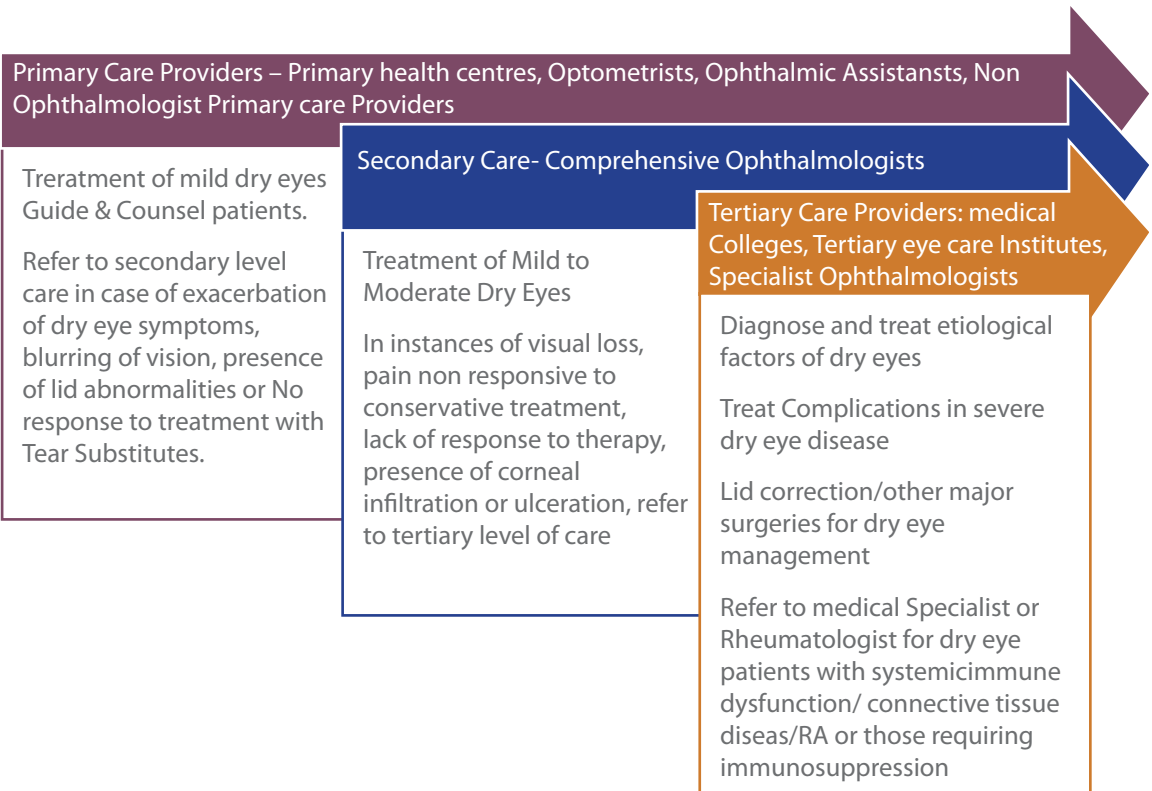 Primary Care Providers – Primary health centres, Optometrists, Ophthalmic Assistansts, Non
Ophthalmologist Primary care Providers
Treratment of mild dry eyes
Guide & Counsel patients.
Refer to secondary level
care in case of exacerbation
of dry eye symptoms,
blurring of vision, presence
of lid abnormalities or No
response to treatment with
Tear Substitutes.
Secondary Care- Comprehensive Ophthalmologists
Treatment of Mild to
Moderate Dry Eyes
In instances of visual loss,
pain non responsive to
conservative treatment,
lack of response to therapy,
presence of corneal
infiltration or ulceration, refer
to tertiary level of care
Tertiary Care Providers: medical
Colleges, Tertiary eye care Institutes,
Specialist Ophthalmologists
Diagnose and treat etiological
factors of dry eyes
Treat Complications in severe
dry eye disease
Lid correction/other major
surgeries for dry eye
management
Refer to medical Specialist or
Rheumatologist for dry eye
patients with systemicimmune
dysfunction/ connective tissue
diseas/RA or those requiring
immunosuppression